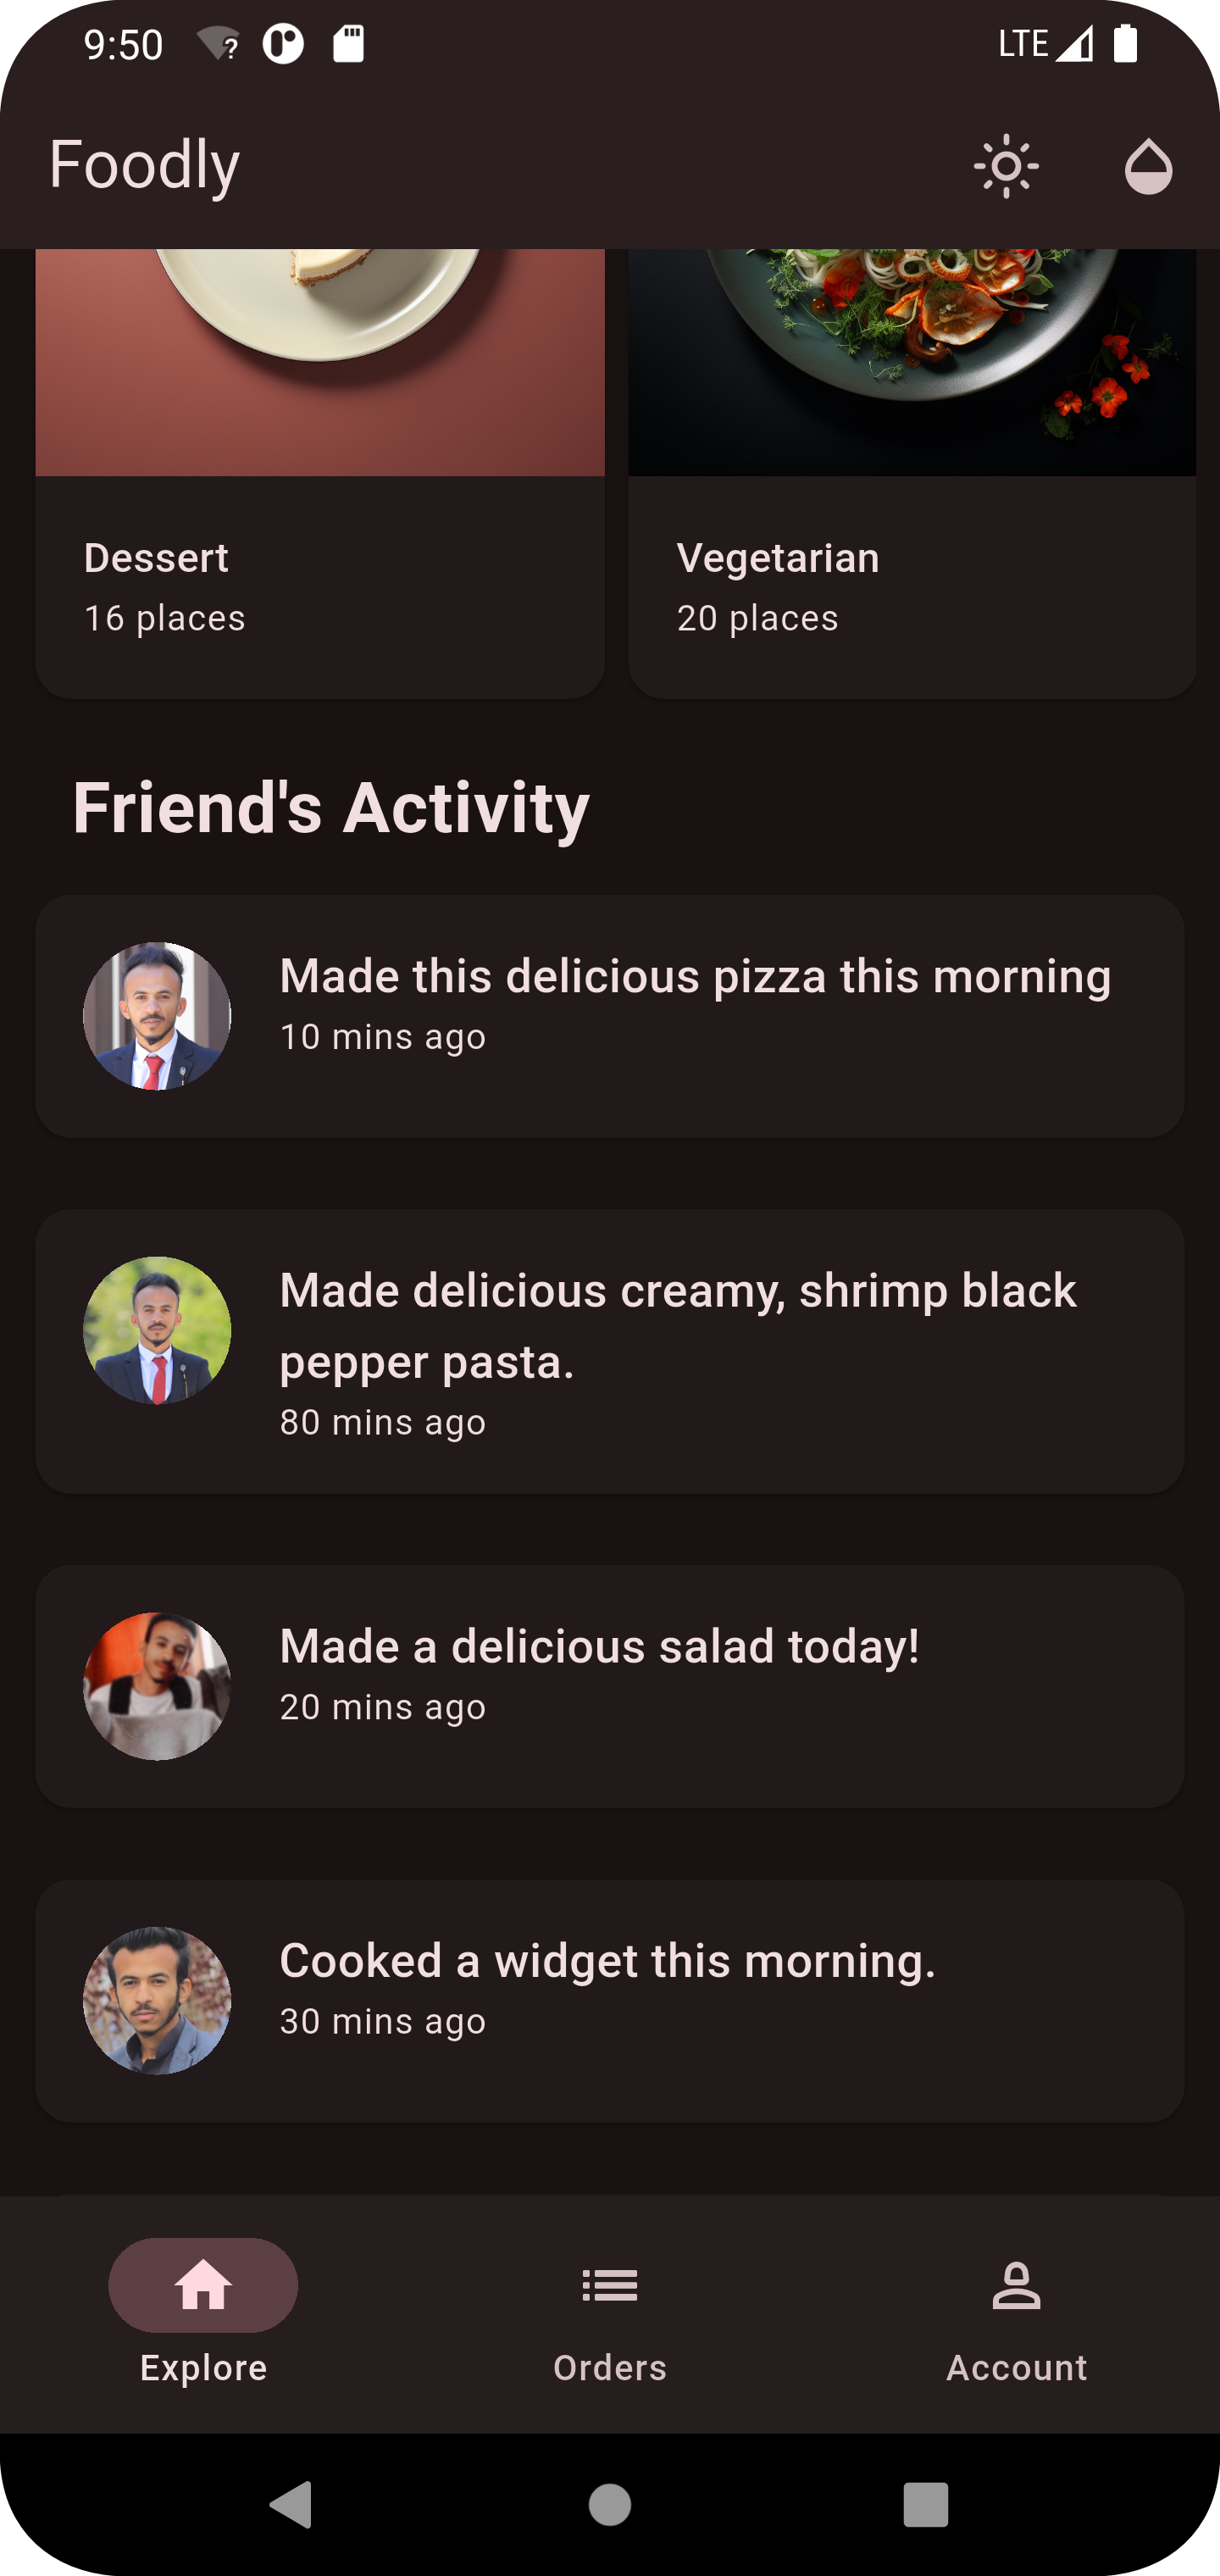 9:50
LTE
Foodly
Dessert
16 places
Vegetarian
20 places
Friend's Activity
Made this delicious pizza this morning
10 mins ago
Made delicious creamy, shrimp black
pepper pasta.
80 mins ago
Made a delicious salad today!
20 mins ago
Cooked a widget this morning.
30 mins ago
Explore
Orders
Account